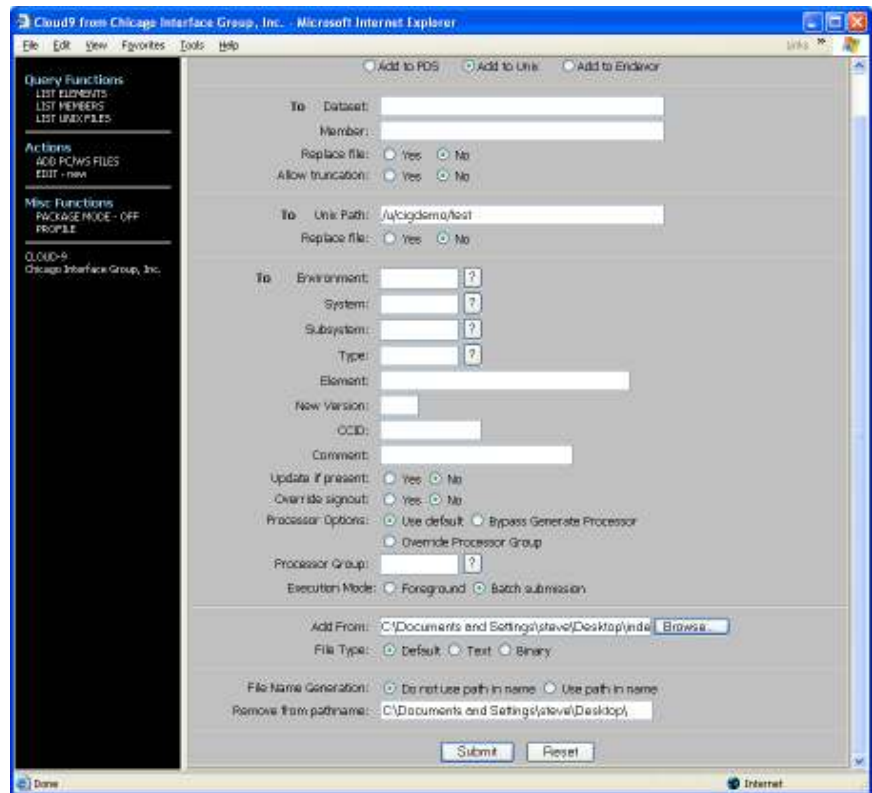 Cloud9 from Chicago Interface Group, Inc. - Microsoft Internet Explorer
File Edit View Favorites Tools Help
Links »
Query Functions
LIST ELEMENTS
LIST MEMBERS
LIST UNIX FILES
Actions
ADD PC/WS FILES
EDIT - new
Misc Functions
PACKAGE MODE - OFF
PROFILE
CLOUD-9
Chicago Interface Group, Inc.
Add to PDS Add to Unix Add to Endevor
To Dataset:
Member:
Replace file: Yes No
Allow truncation: Yes No
To Unix Path: /u/cigdemo/test
Replace file: Yes No
To Environment: ?
System: ?
Subsystem: ?
Type: ?
Element:
New Version:
CCID:
Comment:
Update if present: Yes No
Override signout: Yes No
Processor Options: Use default Bypass Generate Processor
Override Processor Group
Processor Group: ?
Execution Mode: Foreground Batch submission
Add From: C:\Documents and Settings\steve\Desktop\inde Browse...
File Type: Default Text Binary
File Name Generation: Do not use path in name Use path in name
Remove from pathname: C:\Documents and Settings\steve\Desktop\
Submit Reset
Done Internet